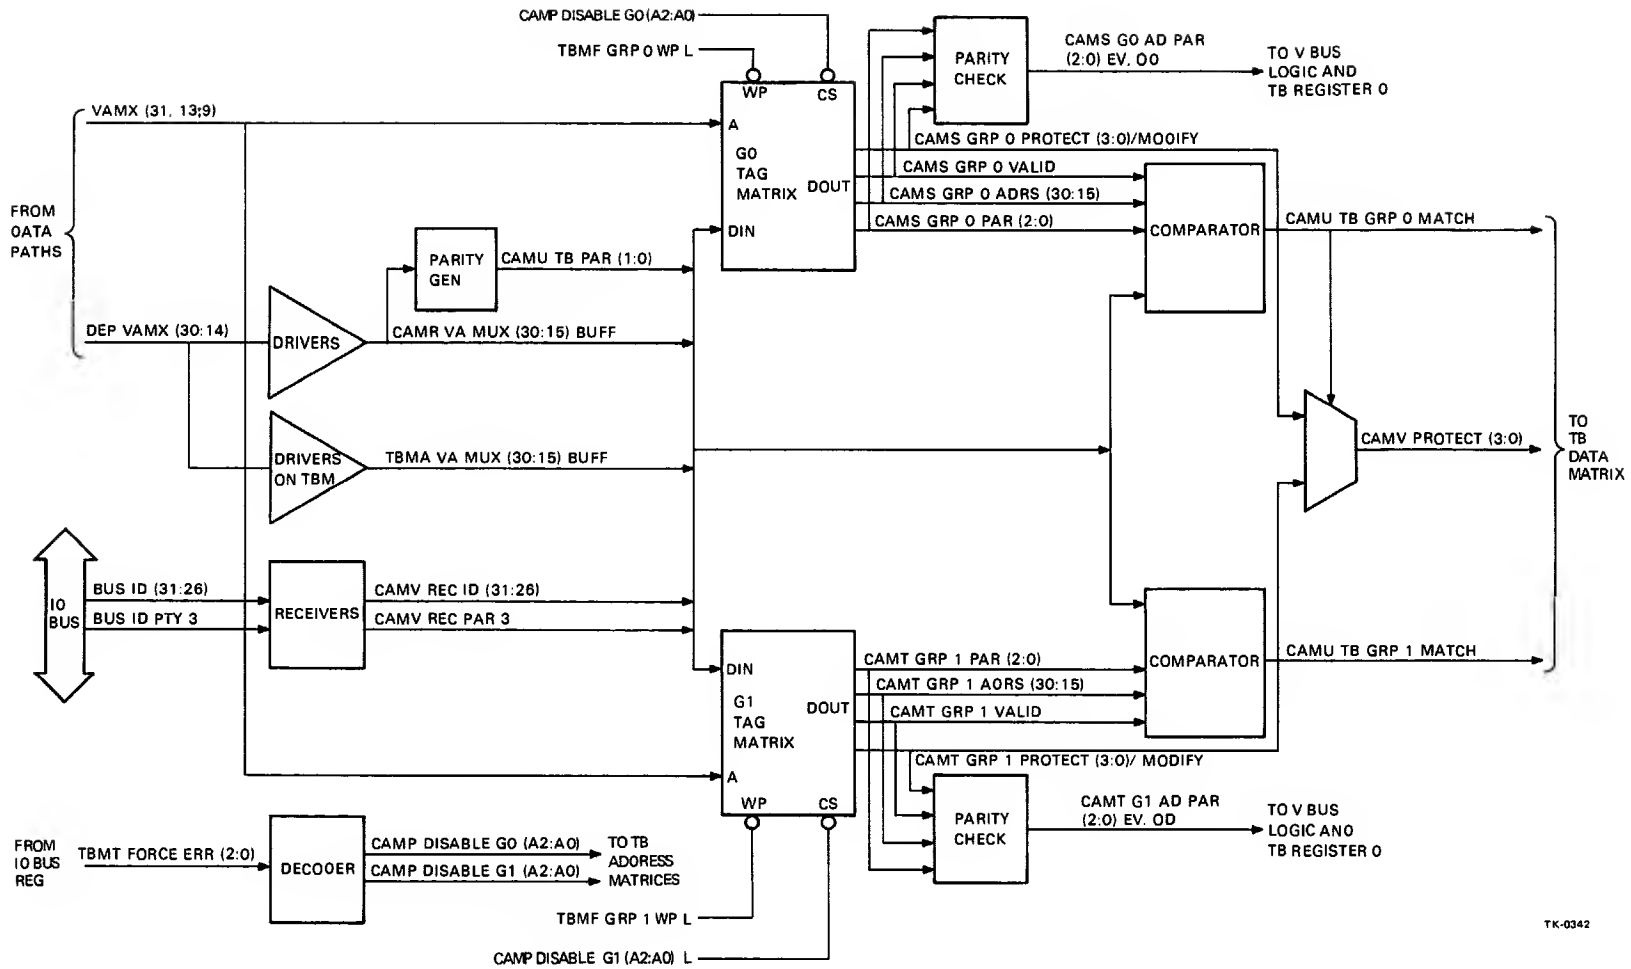 CAMP DISABLE G0 (A2:A0)
TBMF GRP 0 WP L
WP
CS
A
G0
TAG
MATRIX
DOUT
DIN
PARITY
CHECK
CAMS G0 AD PAR
(2:0) EV. OO
TO V BUS
LOGIC AND
TB REGISTER 0
VAMX (31, 13;9)
CAMS GRP 0 PROTECT (3:0)/MODIFY
CAMS GRP 0 VALID
CAMS GRP 0 ADRS (30:15)
CAMS GRP 0 PAR (2:0)
FROM
DATA
PATHS
PARITY
GEN
CAMU TB PAR (1:0)
COMPARATOR
CAMU TB GRP 0 MATCH
DEP VAMX (30:14)
DRIVERS
CAMR VA MUX (30:15) BUFF
DRIVERS
ON TBM
TBMA VA MUX (30:15) BUFF
CAMV PROTECT (3:0)
TO
TB
DATA
MATRIX
IO
BUS
BUS ID (31:26)
BUS ID PTY 3
RECEIVERS
CAMV REC ID (31:26)
CAMV REC PAR 3
DIN
G1
TAG
MATRIX
DOUT
A
WP
CS
CAMT GRP 1 PAR (2:0)
CAMT GRP 1 AORS (30:15)
CAMT GRP 1 VALID
CAMT GRP 1 PROTECT (3:0)/ MODIFY
COMPARATOR
CAMU TB GRP 1 MATCH
PARITY
CHECK
CAMT G1 AD PAR
(2:0) EV. OD
TO V BUS
LOGIC ANO
TB REGISTER 0
FROM
IO BUS
REG
TBMT FORCE ERR (2:0)
DECOOER
CAMP DISABLE G0 (A2:A0)
CAMP DISABLE G1 (A2:A0)
TO TB
ADORESS
MATRICES
TBMF GRP 1 WP L
CAMP DISABLE G1 (A2:A0) L
TK-0342